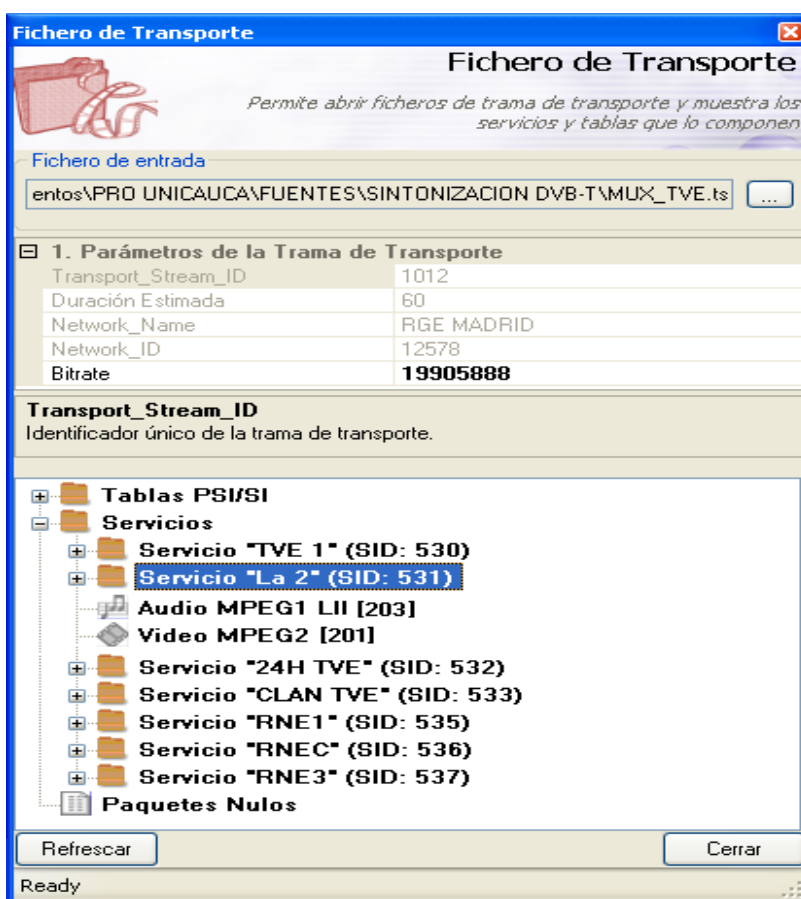 Fichero de Transporte
Fichero de Transporte
Permite abrir ficheros de trama de transporte y muestra los
servicios y tablas que lo componen
Fichero de entrada
entos\PRO UNICAUCA\FUENTES\SINTONIZACION DVB-T\MUX_TVE.ts ...
1. Parámetros de la Trama de Transporte
Transport_Stream_ID 1012
Duración Estimada 60
Network_Name RGE MADRID
Network_ID 12578
Bitrate 19905888
Transport_Stream_ID
Identificador único de la trama de transporte.
Tablas PSI/SI
Servicios
Servicio "TVE 1" (SID: 530)
Servicio "La 2" (SID: 531)
Audio MPEG1 LII [203]
Video MPEG2 [201]
Servicio "24H TVE" (SID: 532)
Servicio "CLAN TVE" (SID: 533)
Servicio "RNE1" (SID: 535)
Servicio "RNEC" (SID: 536)
Servicio "RNE3" (SID: 537)
Paquetes Nulos
Refrescar Cerrar
Ready